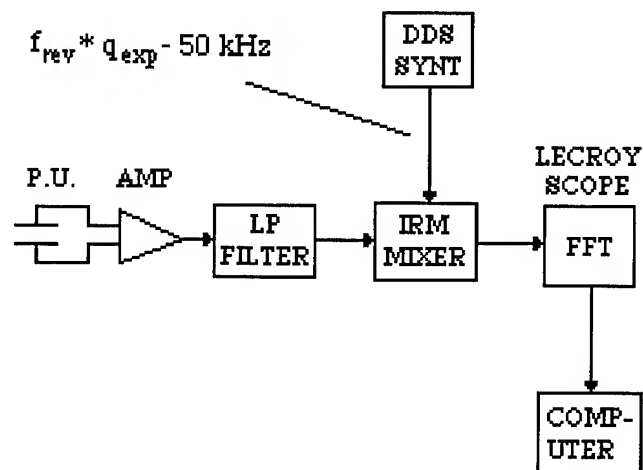 f_rev * q_exp - 50 kHz
DDS
SYNT
LECROY
SCOPE
P.U.
AMP
LP
FILTER
IRM
MIXER
FFT
COMP-
UTER